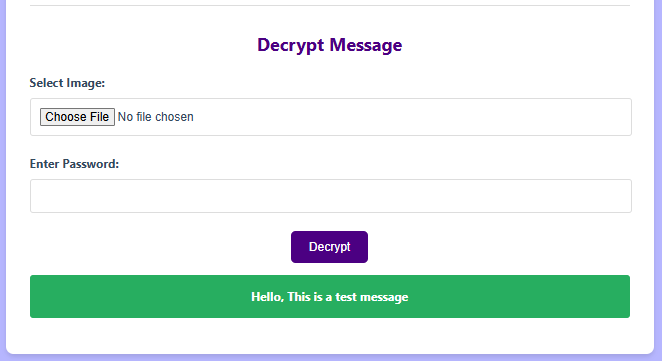 Decrypt Message
Select Image:
Choose File No file chosen
Enter Password:
Decrypt
Hello, This is a test message